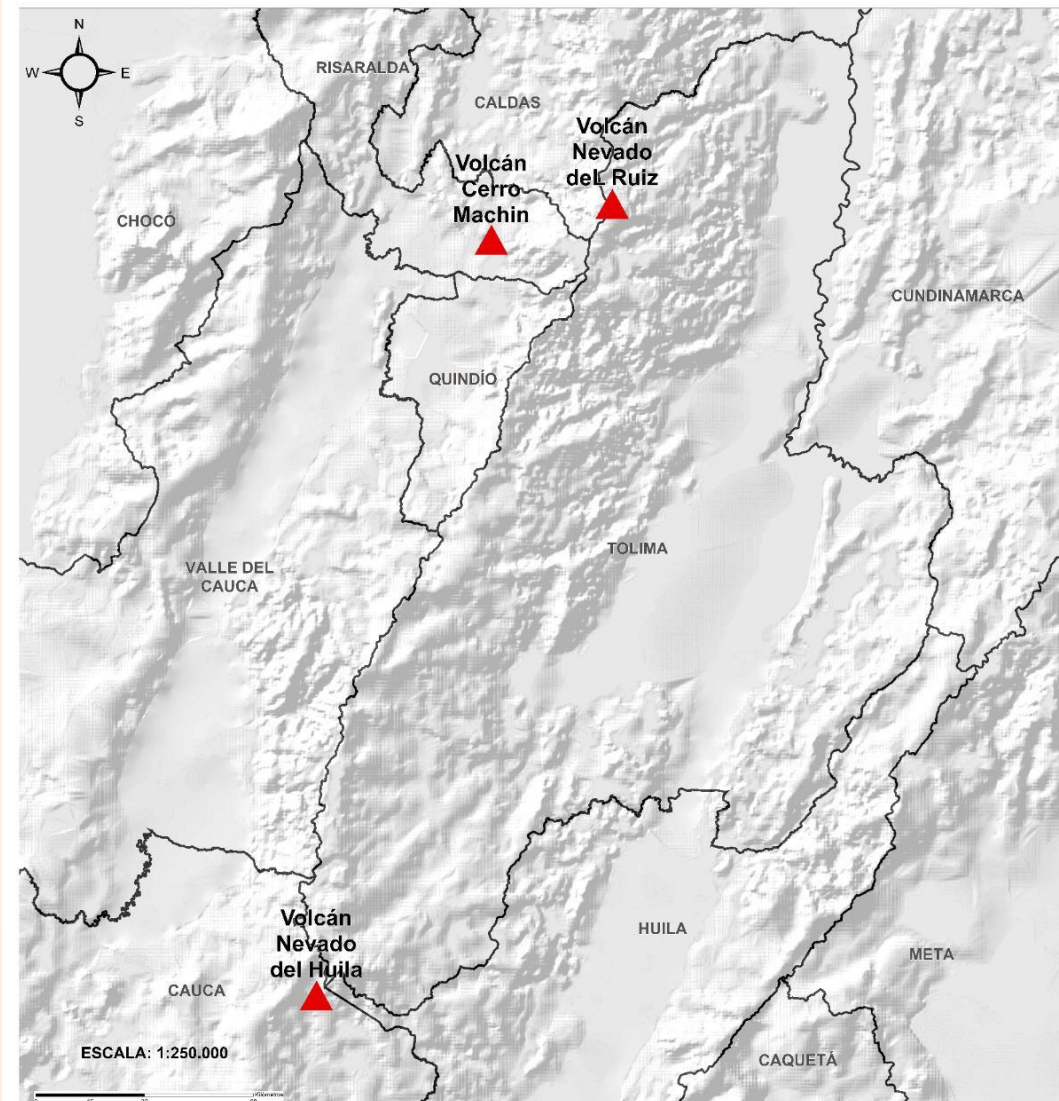 N
W
E
S
RISARALDA
CALDAS
Volcán
Nevado
deL Ruiz
Volcán
Cerro
Machin
CHOCÓ
CUNDINAMARCA
QUINDÍO
TOLIMA
VALLE DEL
CAUCA
HUILA
Volcán
Nevado
del Huila
META
CAUCA
ESCALA: 1:250.000
CAQUETÁ